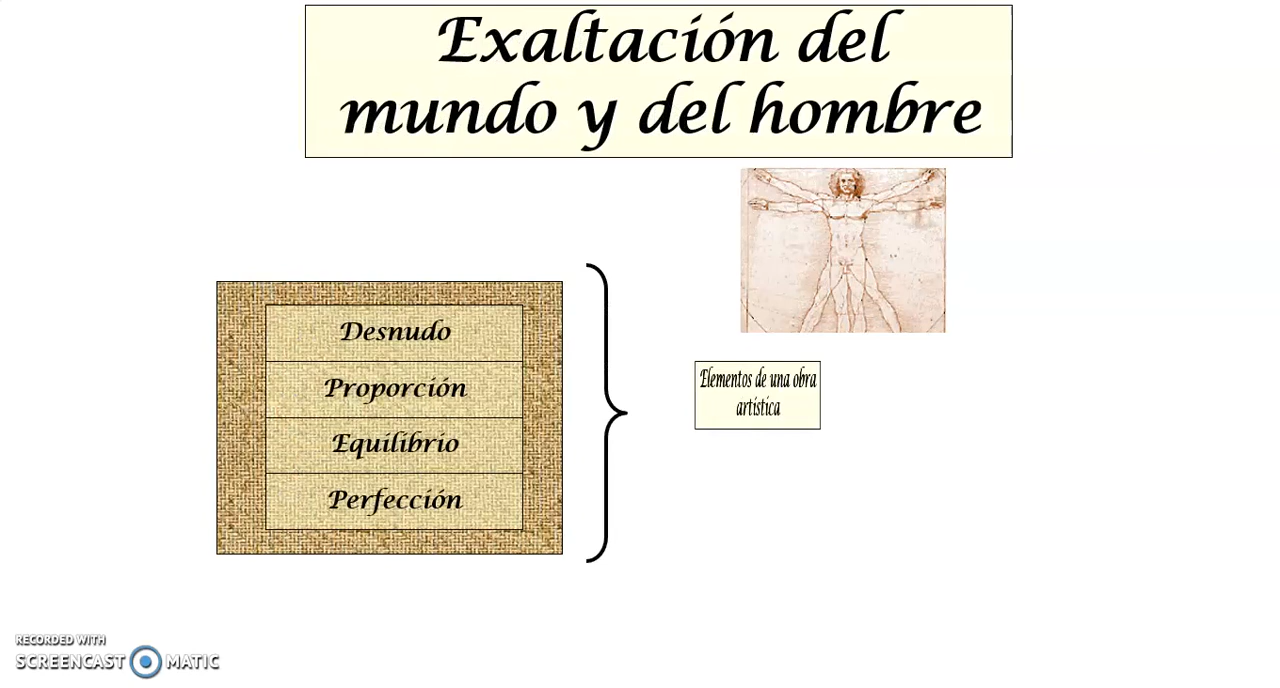 Exaltación del
mundo y del hombre
Desnudo
Proporción
Equilibrio
Perfección
Elementos de una obra
artística
RECORDED WITH
SCREENCAST MATIC